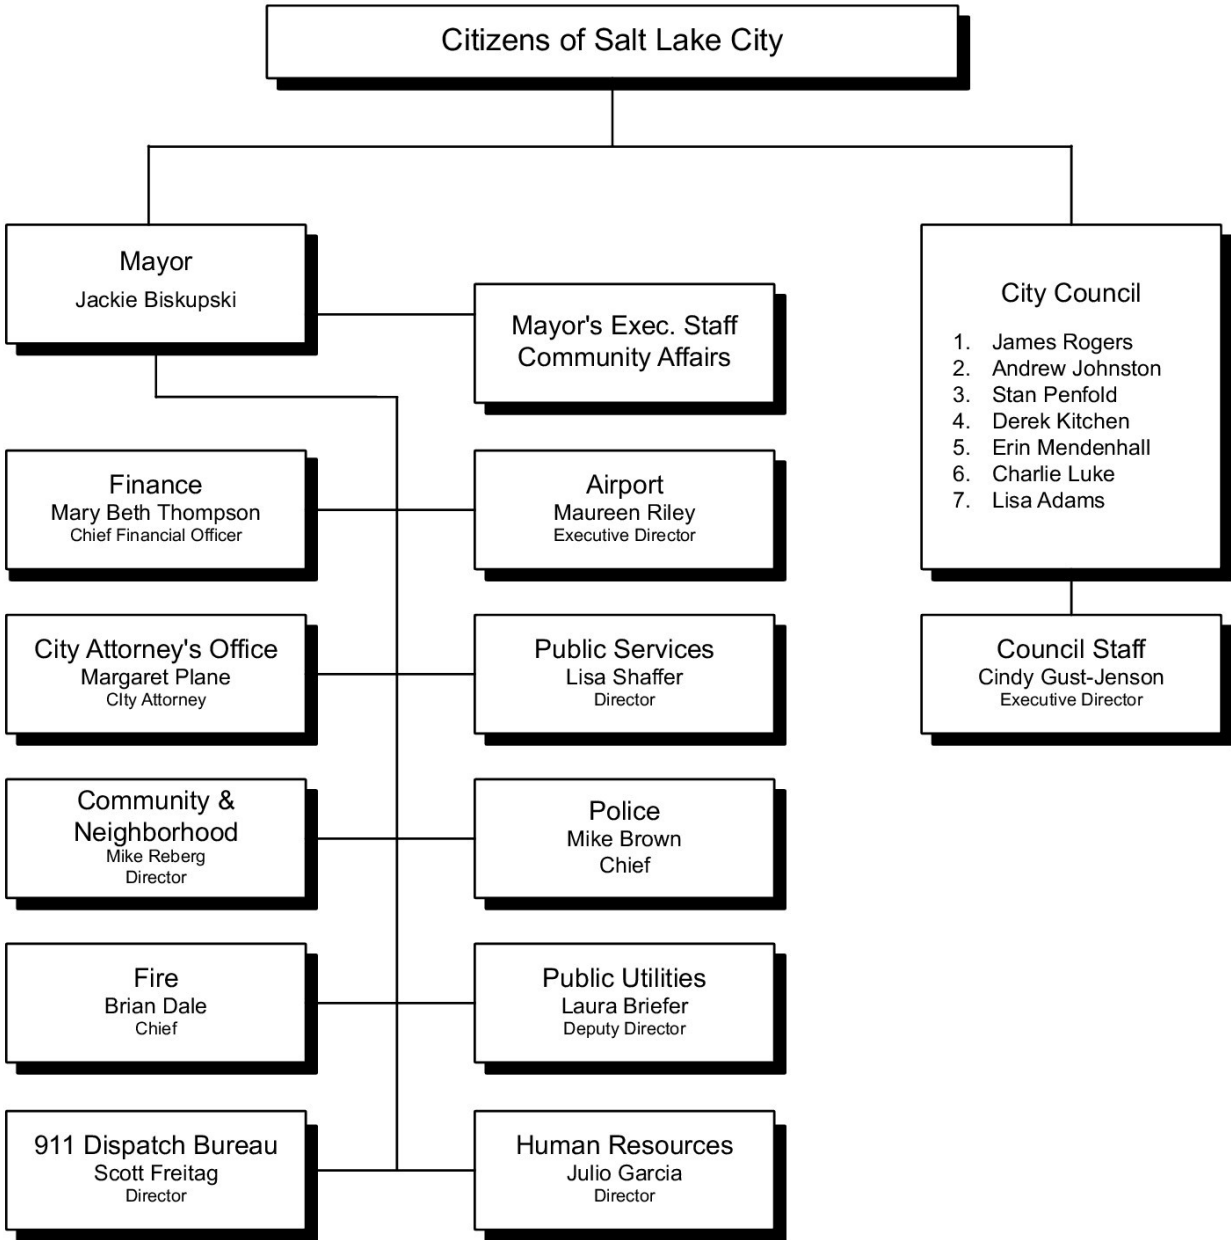 Citizens of Salt Lake City
Mayor
Jackie Biskupski
Mayor's Exec. Staff
Community Affairs
City Council
1. James Rogers
2. Andrew Johnston
3. Stan Penfold
4. Derek Kitchen
5. Erin Mendenhall
6. Charlie Luke
7. Lisa Adams
Finance
Mary Beth Thompson
Chief Financial Officer
Airport
Maureen Riley
Executive Director
City Attorney's Office
Margaret Plane
CIty Attorney
Public Services
Lisa Shaffer
Director
Council Staff
Cindy Gust-Jenson
Executive Director
Community &
Neighborhood
Mike Reberg
Director
Police
Mike Brown
Chief
Fire
Brian Dale
Chief
Public Utilities
Laura Briefer
Deputy Director
911 Dispatch Bureau
Scott Freitag
Director
Human Resources
Julio Garcia
Director